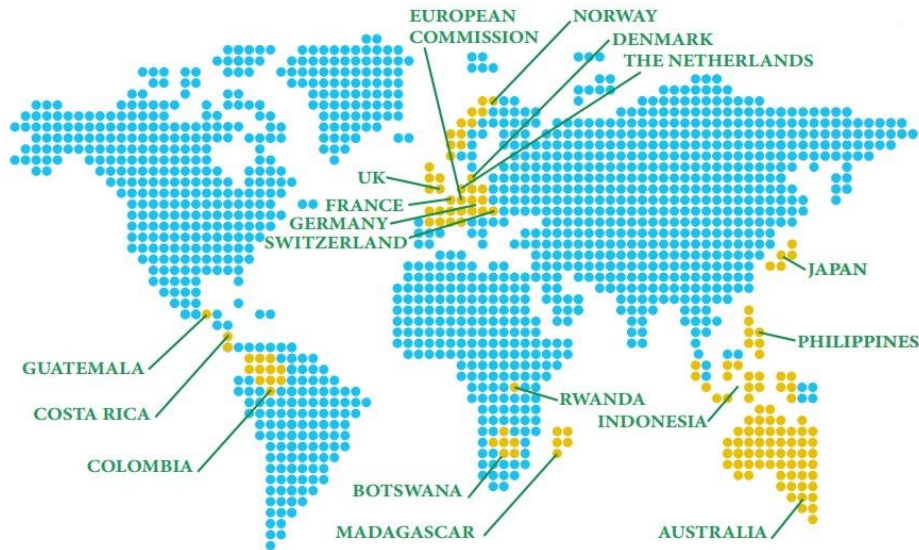 EUROPEAN
COMMISSION
NORWAY
DENMARK
THE NETHERLANDS
UK
FRANCE
GERMANY
SWITZERLAND
JAPAN
PHILIPPINES
GUATEMALA
COSTA RICA
COLOMBIA
RWANDA
INDONESIA
BOTSWANA
MADAGASCAR
AUSTRALIA